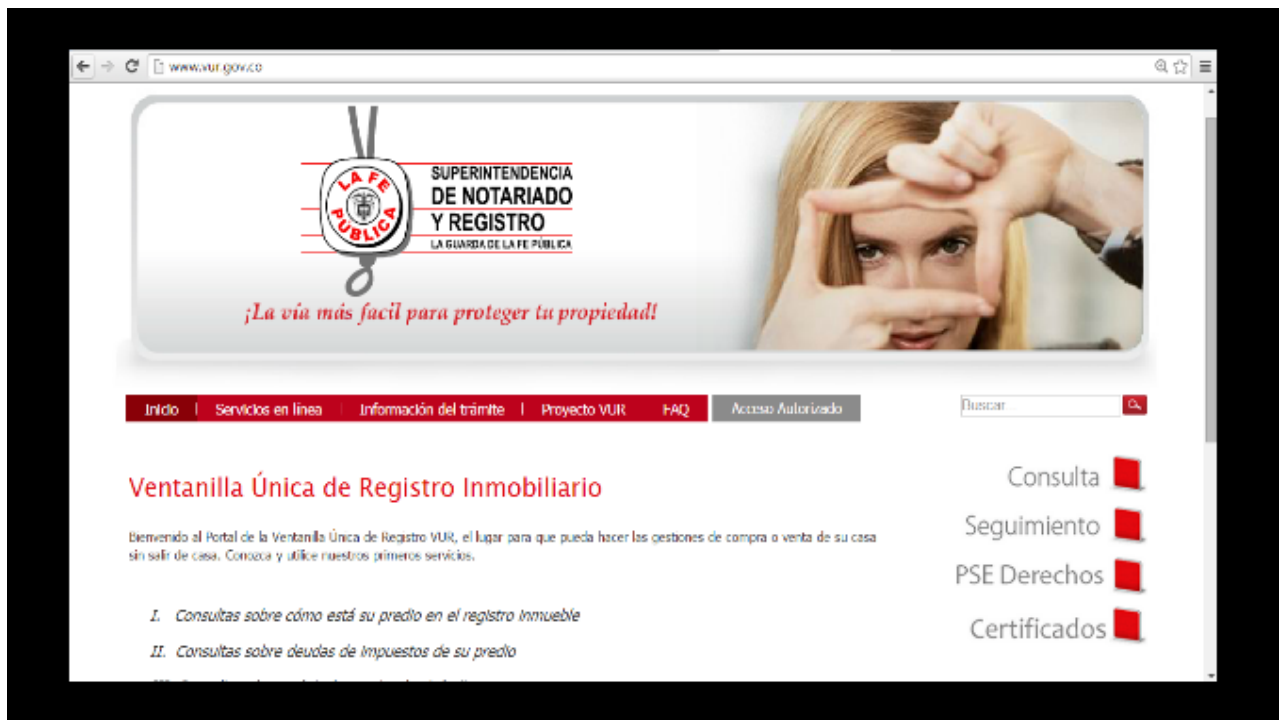 www.vur.gov.co
LA FE
PUBLICA
SUPERINTENDENCIA
DE NOTARIADO
Y REGISTRO
LA GUARDA DE LA FE PÚBLICA
¡La vía más facil para proteger tu propiedad!
Inicio | Servicios en línea | Información del trámite | Proyecto VUR FAQ Acceso Autorizado
Buscar...
Ventanilla Única de Registro Inmobiliario
Bienvenido al Portal de la Ventanilla Única de Registro VUR, el lugar para que pueda hacer las gestiones de compra o venta de su casa
sin salir de casa. Conozca y utilice nuestros primeros servicios.
I. Consultas sobre cómo está su predio en el registro inmueble
II. Consultas sobre deudas de impuestos de su predio
Consulta
Seguimiento
PSE Derechos
Certificados